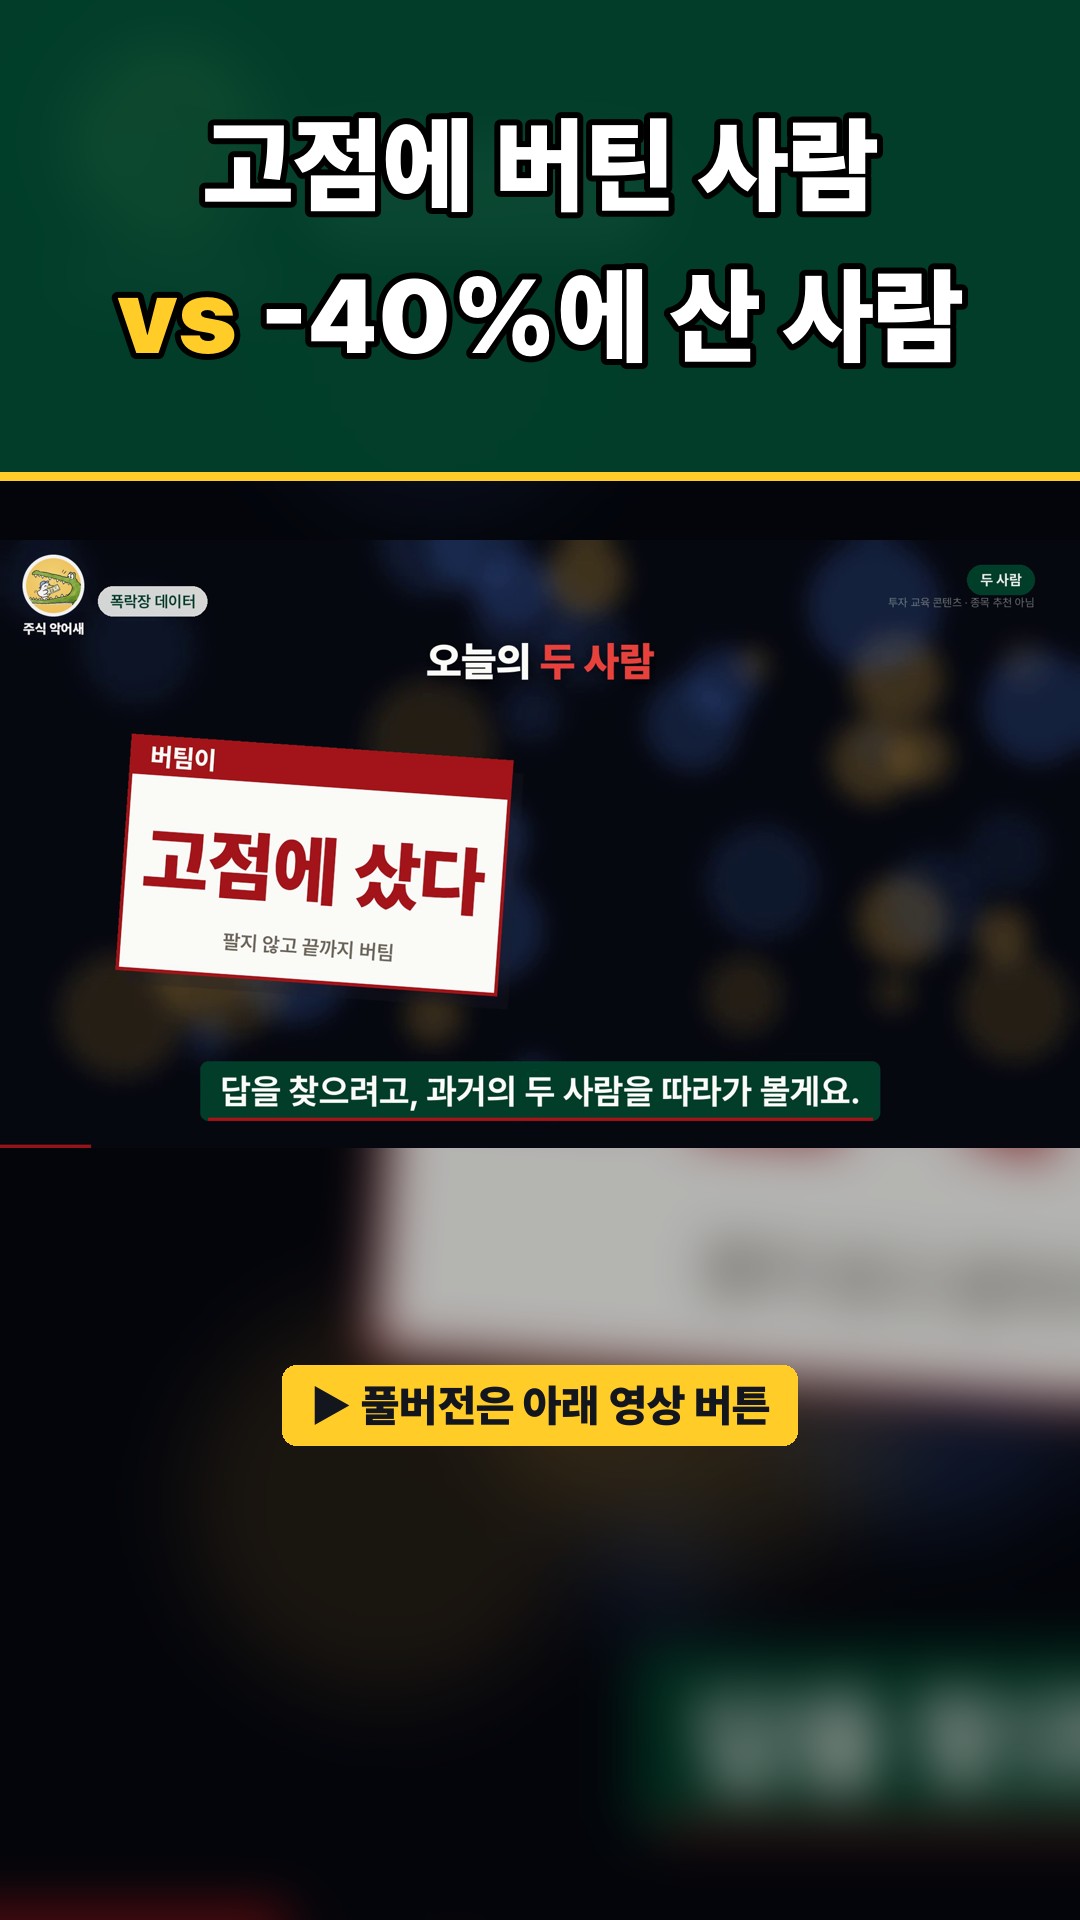 고점에 버틴 사람
vs -40%에 산 사람
주식 악어새
폭락장 데이터
두 사람
투자 교육 콘텐츠 · 종목 추천 아님
오늘의 두 사람
버팀이
고점에 샀다
팔지 않고 끝까지 버팀
답을 찾으려고, 과거의 두 사람을 따라가 볼게요.
▶ 풀버전은 아래 영상 버튼